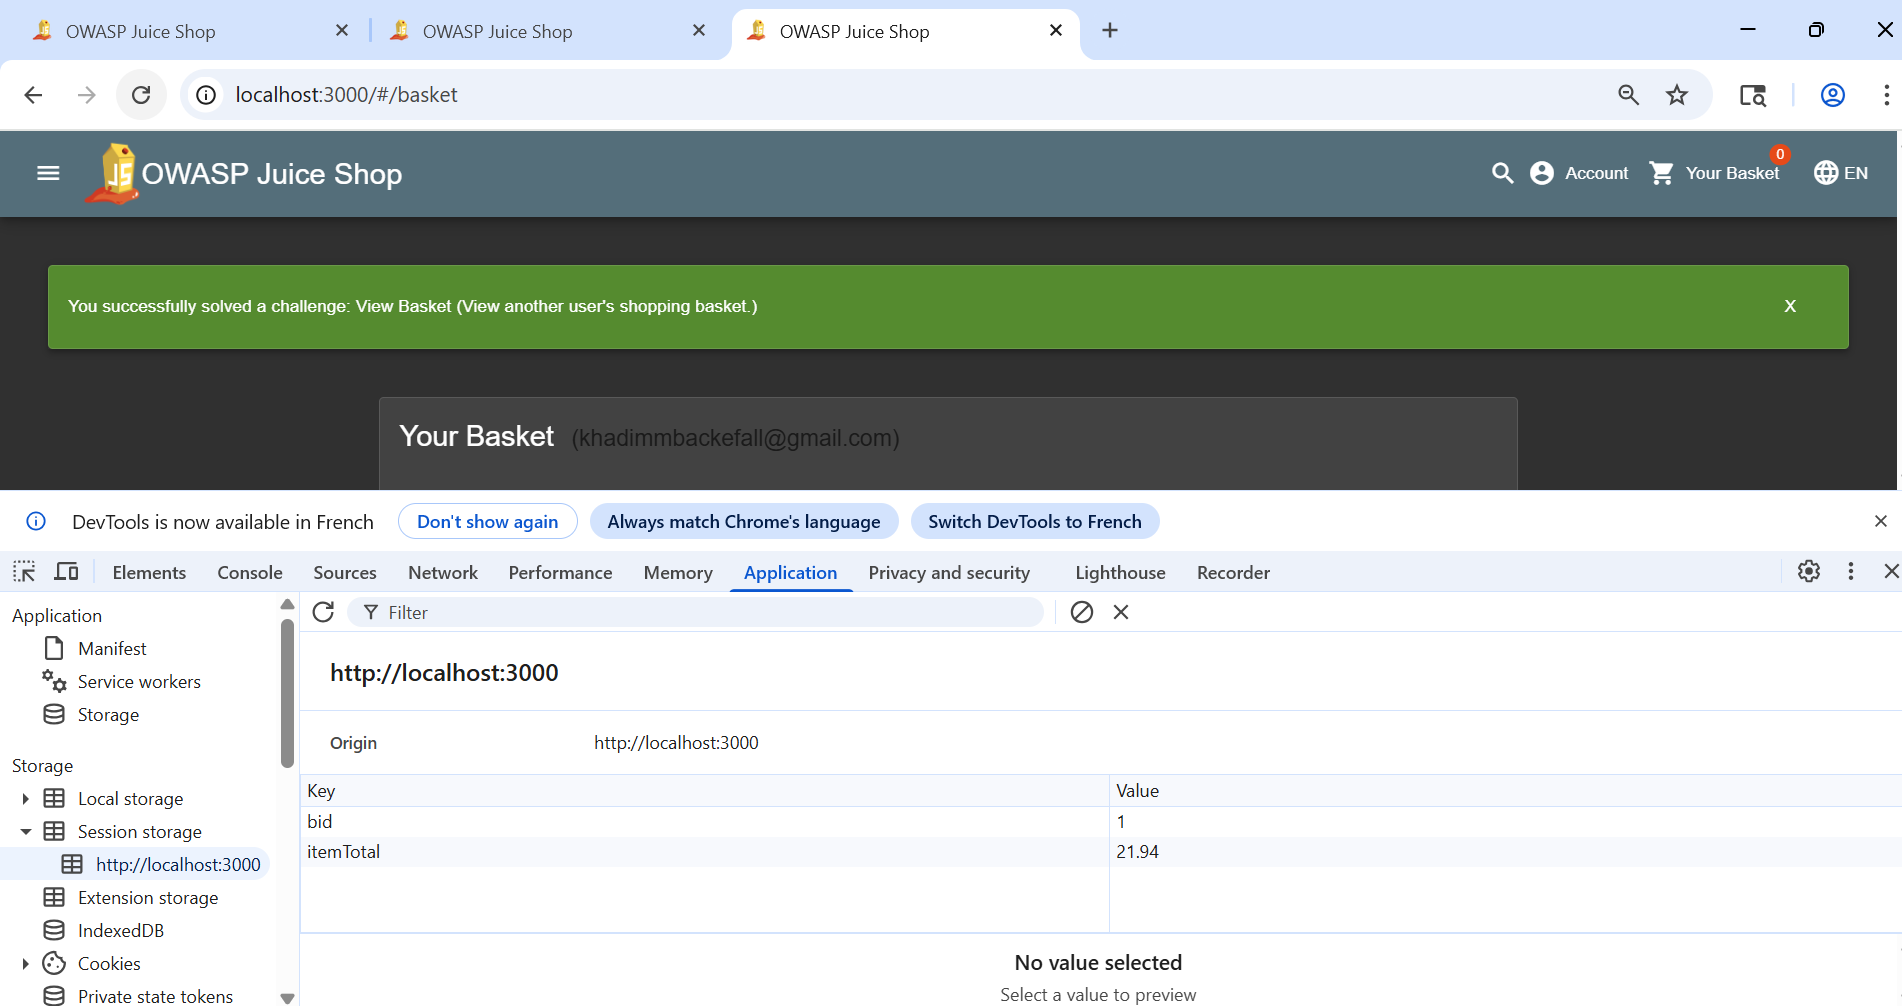 OWASP Juice Shop
OWASP Juice Shop
OWASP Juice Shop
localhost:3000/#/basket
OWASP Juice Shop
Account
Your Basket
0
EN
You successfully solved a challenge: View Basket (View another user's shopping basket.)
X
Your Basket (khadimmbackefall@gmail.com)
DevTools is now available in French
Don't show again
Always match Chrome's language
Switch DevTools to French
Elements
Console
Sources
Network
Performance
Memory
Application
Privacy and security
Lighthouse
Recorder
Application
Manifest
Service workers
Storage
Storage
Local storage
Session storage
http://localhost:3000
Extension storage
IndexedDB
Cookies
Private state tokens
Filter
http://localhost:3000
Origin http://localhost:3000
Key Value
bid 1
itemTotal 21.94
No value selected
Select a value to preview